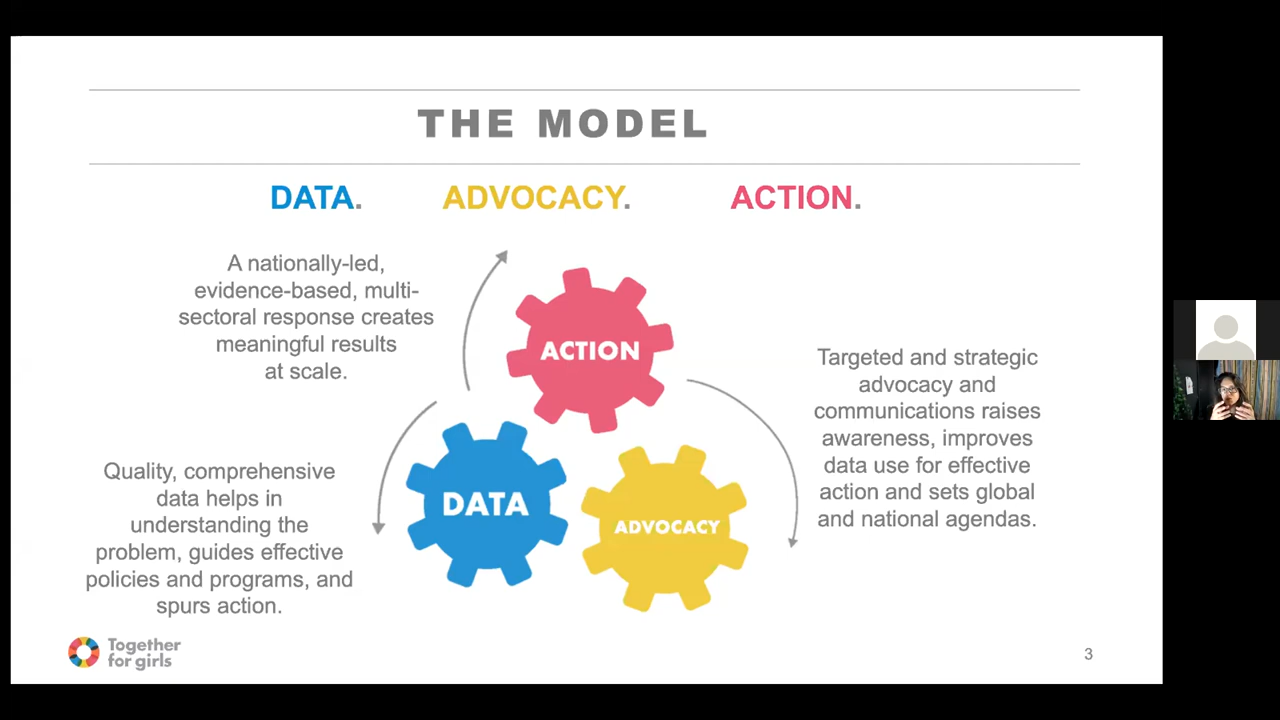 THE MODEL
DATA. ADVOCACY. ACTION.
A nationally-led,
evidence-based, multi-
sectoral response creates
meaningful results
at scale.
ACTION
Targeted and strategic
advocacy and
communications raises
awareness, improves
data use for effective
action and sets global
and national agendas.
Quality, comprehensive
data helps in
understanding the
problem, guides effective
policies and programs, and
spurs action.
DATA
ADVOCACY
Together
for girls
3